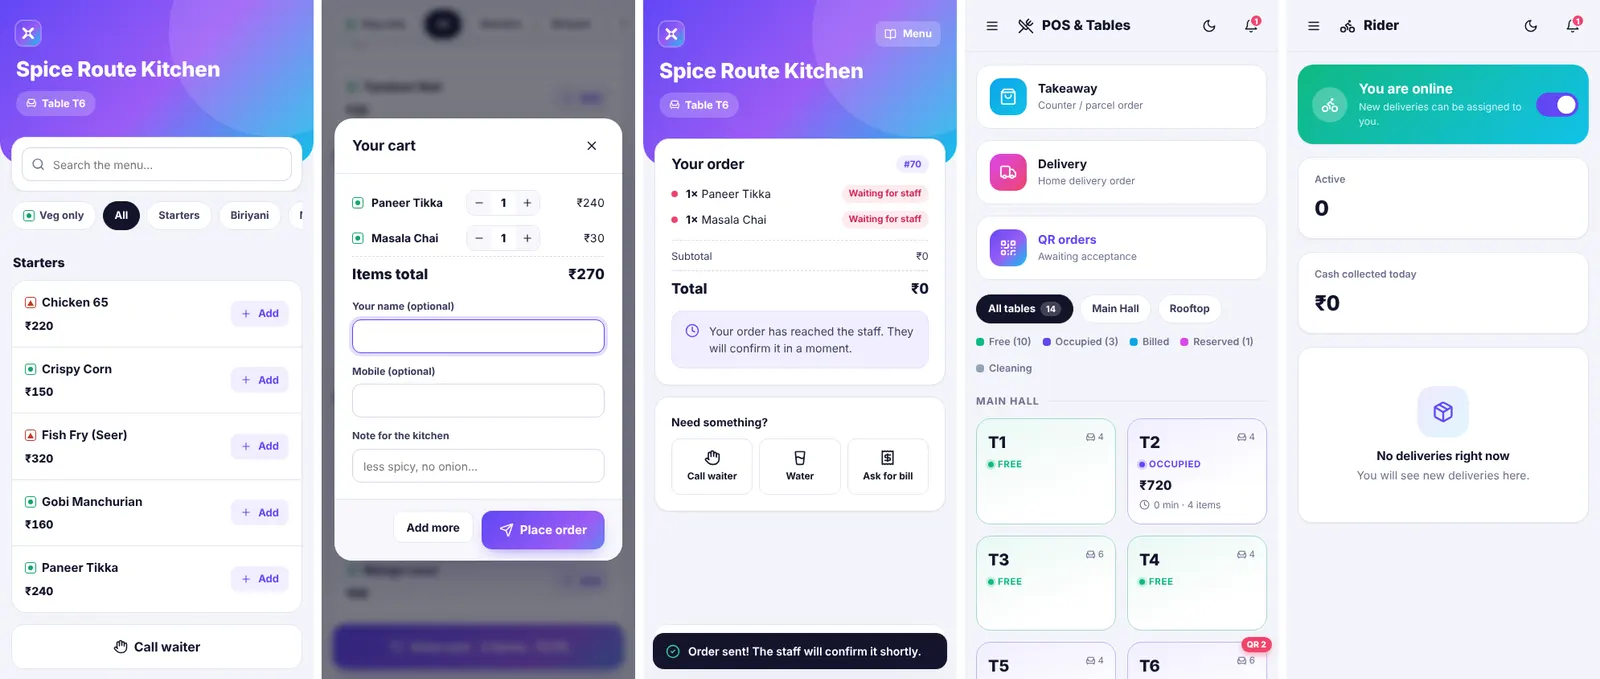 Spice Route Kitchen
Table T6
Search the menu...
Veg only
All
Starters
Biriyani
Starters
Chicken 65
₹220
Add
Crispy Corn
₹150
Add
Fish Fry (Seer)
₹320
Add
Gobi Manchurian
₹160
Add
Paneer Tikka
₹240
Add
Call waiter
Your cart
Paneer Tikka
− 1 +
₹240
Masala Chai
− 1 +
₹30
Items total
₹270
Your name (optional)
Mobile (optional)
Note for the kitchen
less spicy, no onion...
Add more
Place order
Menu
Spice Route Kitchen
Table T6
Your order
#70
1× Paneer Tikka
Waiting for staff
1× Masala Chai
Waiting for staff
Subtotal
₹0
Total
₹0
Your order has reached the staff. They
will confirm it in a moment.
Need something?
Call waiter
Water
Ask for bill
Order sent! The staff will confirm it shortly.
POS & Tables
1
Takeaway
Counter / parcel order
Delivery
Home delivery order
QR orders
Awaiting acceptance
All tables 14
Main Hall
Rooftop
Free (10)
Occupied (3)
Billed
Reserved (1)
Cleaning
MAIN HALL
T1
4
FREE
T2
4
OCCUPIED
₹720
0 min · 4 items
T3
6
FREE
T4
4
FREE
T5
4
QR 2
T6
6
Rider
1
You are online
New deliveries can be assigned to
you.
Active
0
Cash collected today
₹0
No deliveries right now
You will see new deliveries here.